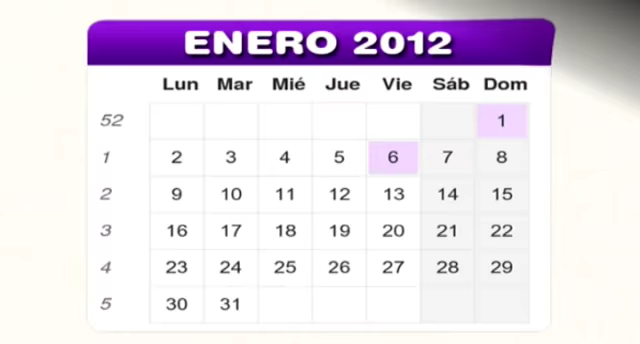 ENERO 2012
Lun Mar Mié Jue Vie Sáb Dom
52 1
1 2 3 4 5 6 7 8
2 9 10 11 12 13 14 15
3 16 17 18 19 20 21 22
4 23 24 25 26 27 28 29
5 30 31